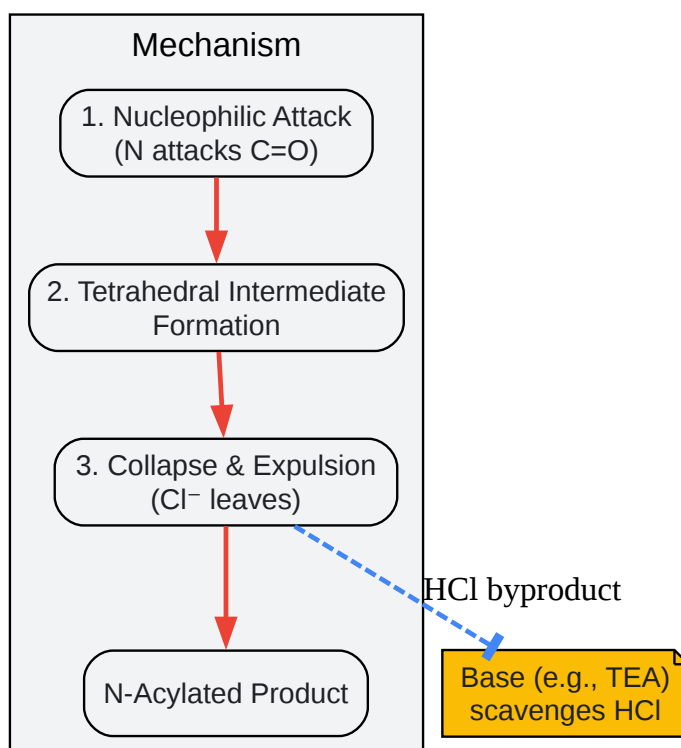 Mechanism
1. Nucleophilic Attack
(N attacks C=O)
2. Tetrahedral Intermediate
Formation
3. Collapse & Expulsion
(Cl⁻ leaves)
HCl byproduct
N-Acylated Product
Base (e.g., TEA)
scavenges HCl